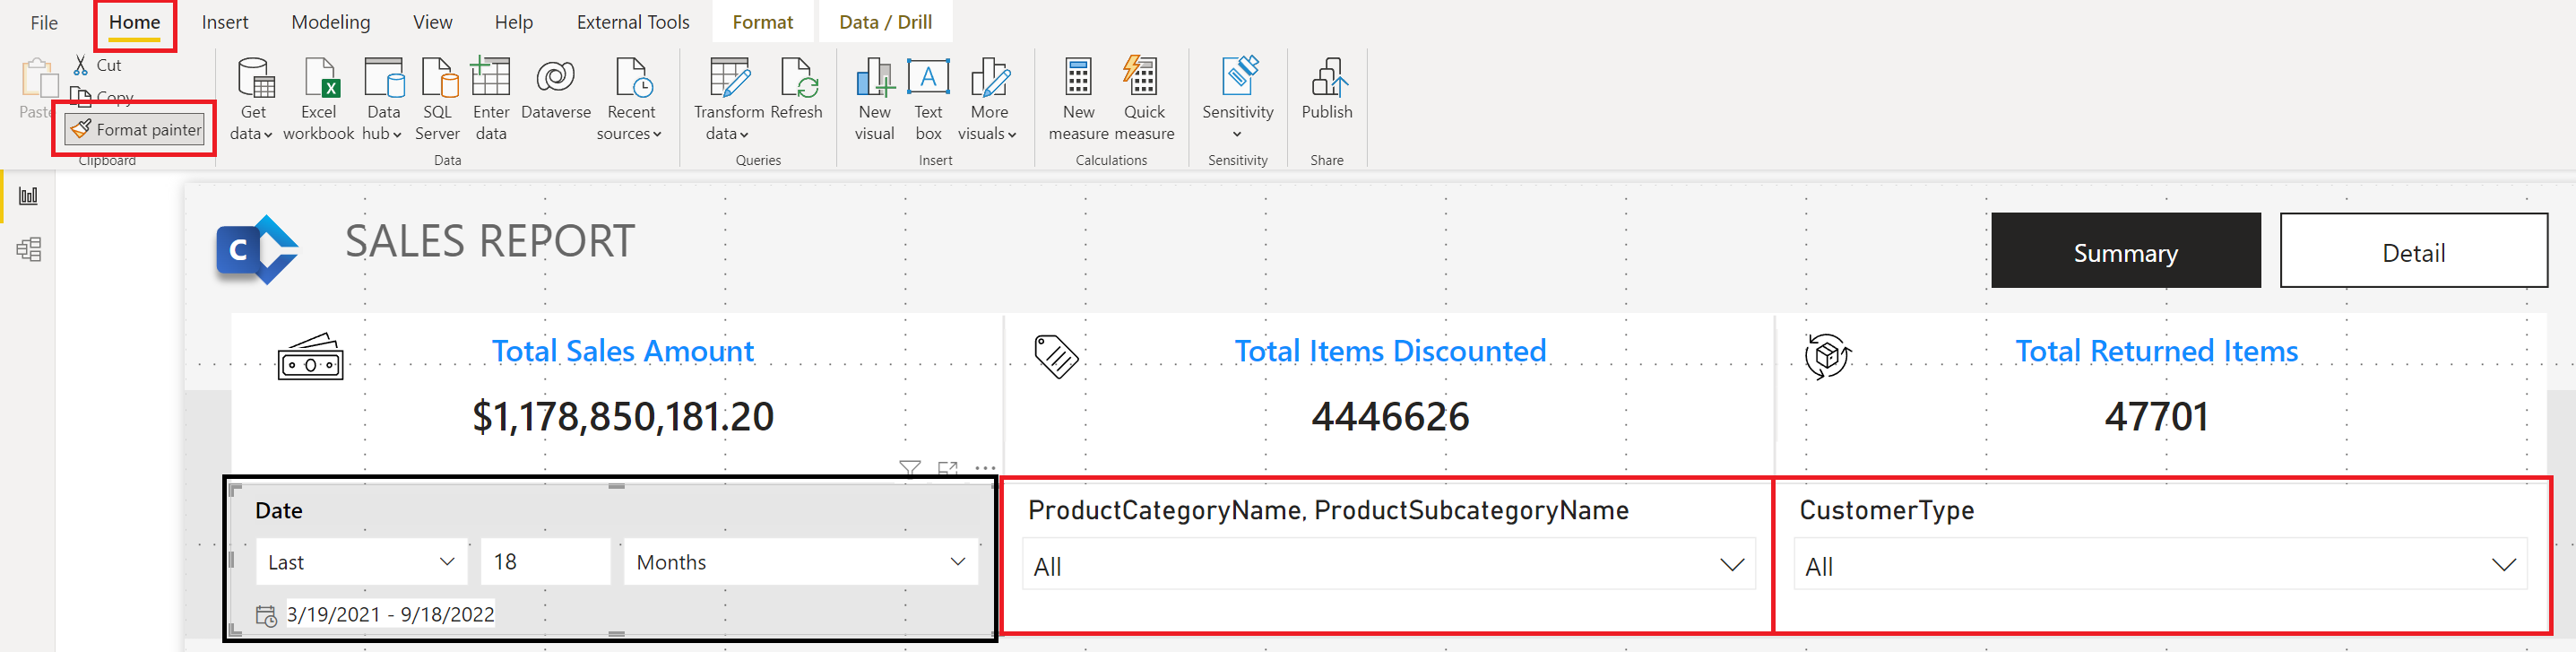 File Home Insert Modeling View Help External Tools Format Data / Drill
Paste
Cut
Copy
Format painter
Clipboard
Get data
Excel workbook
Data hub
SQL Server
Enter data
Dataverse
Recent sources
Data
Transform data
Refresh
Queries
New visual
Text box
More visuals
Insert
New measure
Quick measure
Calculations
Sensitivity
Sensitivity
Publish
Share
C
SALES REPORT
Summary
Detail
Total Sales Amount
$1,178,850,181.20
Total Items Discounted
4446626
Total Returned Items
47701
Date
Last 18 Months
3/19/2021 - 9/18/2022
ProductCategoryName, ProductSubcategoryName
All
CustomerType
All